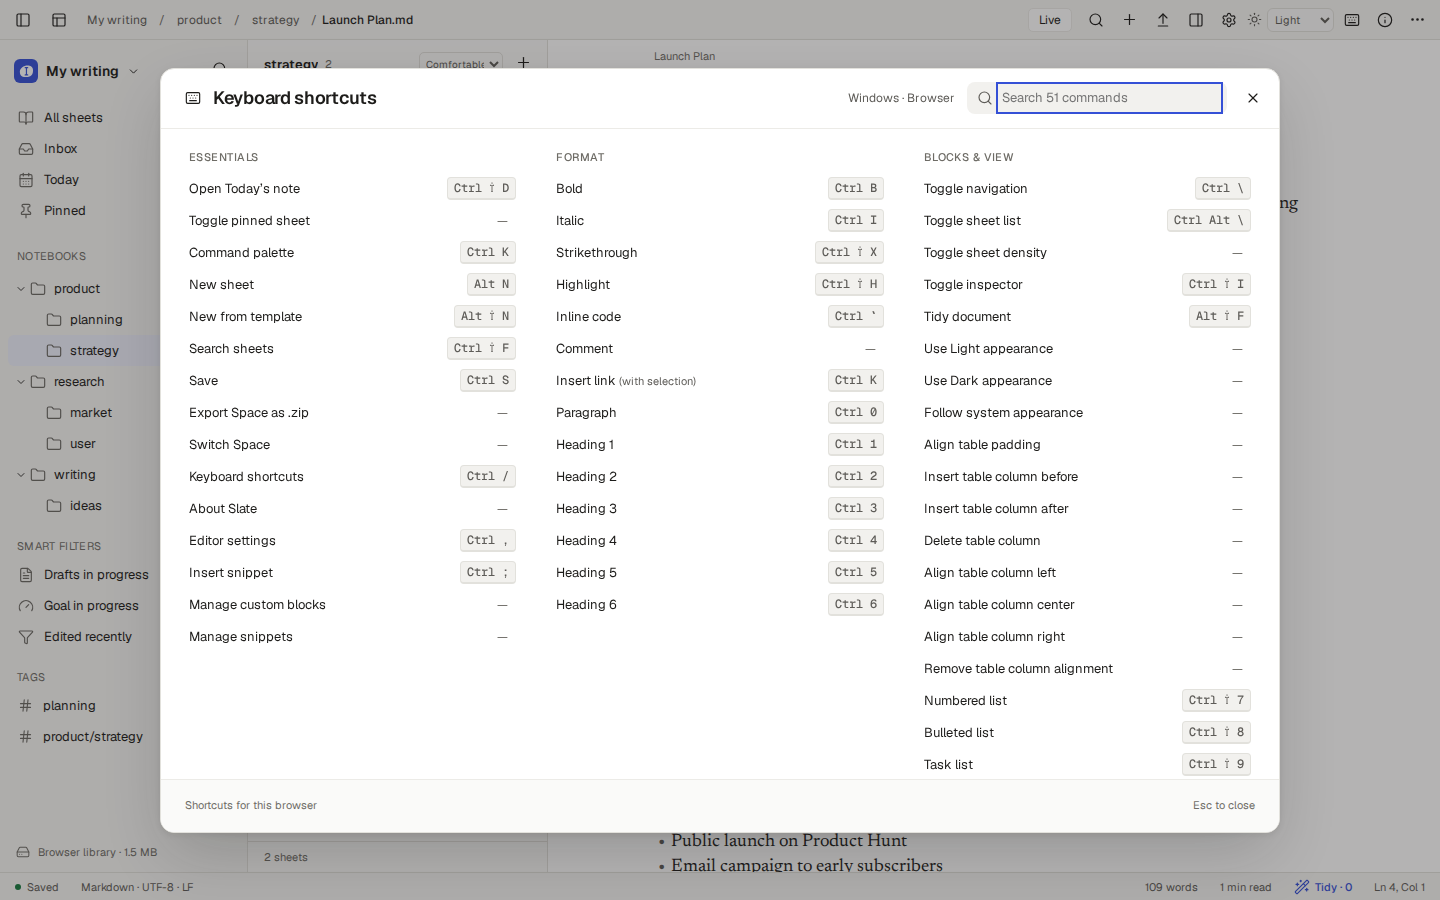 My writing / product / strategy / Launch Plan.md
Live
Light
My writing
strategy 2
Comfortable
Launch Plan
All sheets
Inbox
Today
Pinned
NOTEBOOKS
product
planning
strategy
research
market
user
writing
ideas
SMART FILTERS
Drafts in progress
Goal in progress
Edited recently
TAGS
# planning
# product/strategy
Browser library · 1.5 MB
2 sheets
Keyboard shortcuts
Windows · Browser
Search 51 commands
ESSENTIALS
Open Today's note Ctrl ⇧ D
Toggle pinned sheet —
Command palette Ctrl K
New sheet Alt N
New from template Alt ⇧ N
Search sheets Ctrl ⇧ F
Save Ctrl S
Export Space as .zip —
Switch Space —
Keyboard shortcuts Ctrl /
About Slate —
Editor settings Ctrl ,
Insert snippet Ctrl ;
Manage custom blocks —
Manage snippets —
FORMAT
Bold Ctrl B
Italic Ctrl I
Strikethrough Ctrl ⇧ X
Highlight Ctrl ⇧ H
Inline code Ctrl `
Comment —
Insert link (with selection) Ctrl K
Paragraph Ctrl 0
Heading 1 Ctrl 1
Heading 2 Ctrl 2
Heading 3 Ctrl 3
Heading 4 Ctrl 4
Heading 5 Ctrl 5
Heading 6 Ctrl 6
BLOCKS & VIEW
Toggle navigation Ctrl \
Toggle sheet list Ctrl Alt \
Toggle sheet density —
Toggle inspector Ctrl ⇧ I
Tidy document Alt ⇧ F
Use Light appearance —
Use Dark appearance —
Follow system appearance —
Align table padding —
Insert table column before —
Insert table column after —
Delete table column —
Align table column left —
Align table column center —
Align table column right —
Remove table column alignment —
Numbered list Ctrl ⇧ 7
Bulleted list Ctrl ⇧ 8
Task list Ctrl ⇧ 9
Shortcuts for this browser
Esc to close
ng
• Public launch on Product Hunt
• Email campaign to early subscribers
Saved
Markdown · UTF-8 · LF
109 words
1 min read
Tidy · 0
Ln 4, Col 1